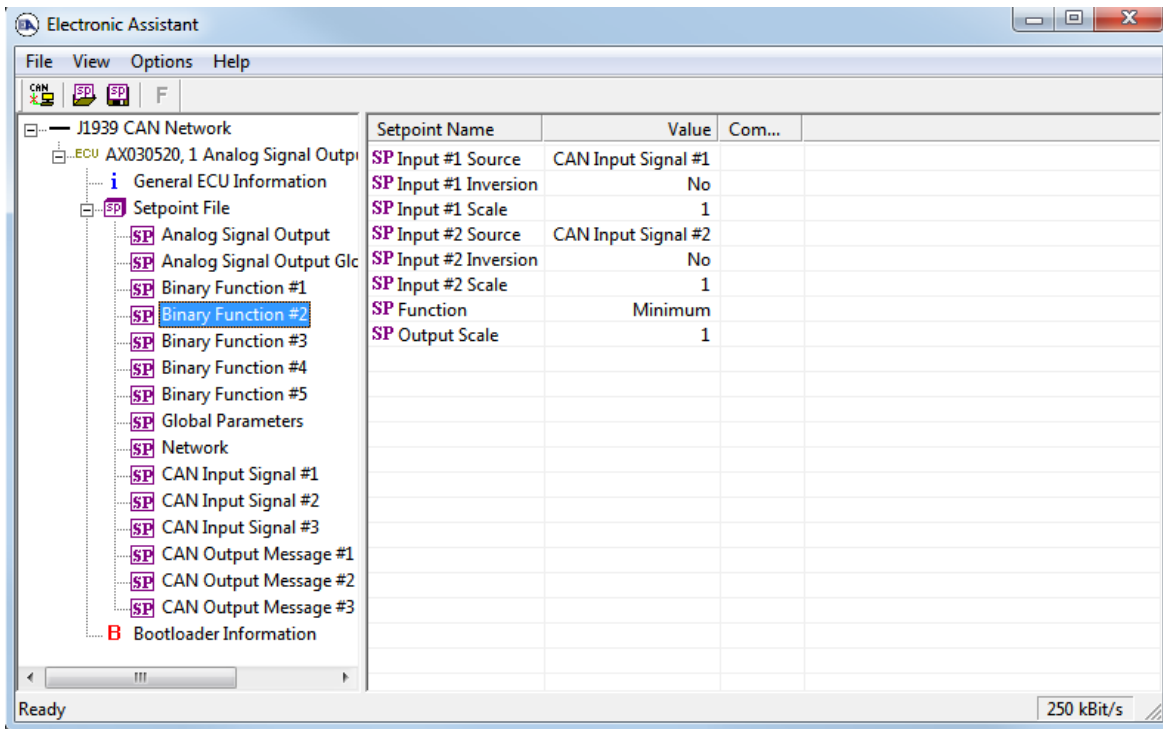 Electronic Assistant
File View Options Help
CAN SP SP F
J1939 CAN Network
ECU AX030520, 1 Analog Signal Outpu
i General ECU Information
SP Setpoint File
SP Analog Signal Output
SP Analog Signal Output Glo
SP Binary Function #1
SP Binary Function #2
SP Binary Function #3
SP Binary Function #4
SP Binary Function #5
SP Global Parameters
SP Network
SP CAN Input Signal #1
SP CAN Input Signal #2
SP CAN Input Signal #3
SP CAN Output Message #1
SP CAN Output Message #2
SP CAN Output Message #3
B Bootloader Information
Setpoint Name Value Com...
SP Input #1 Source CAN Input Signal #1
SP Input #1 Inversion No
SP Input #1 Scale 1
SP Input #2 Source CAN Input Signal #2
SP Input #2 Inversion No
SP Input #2 Scale 1
SP Function Minimum
SP Output Scale 1
Ready 250 kBit/s